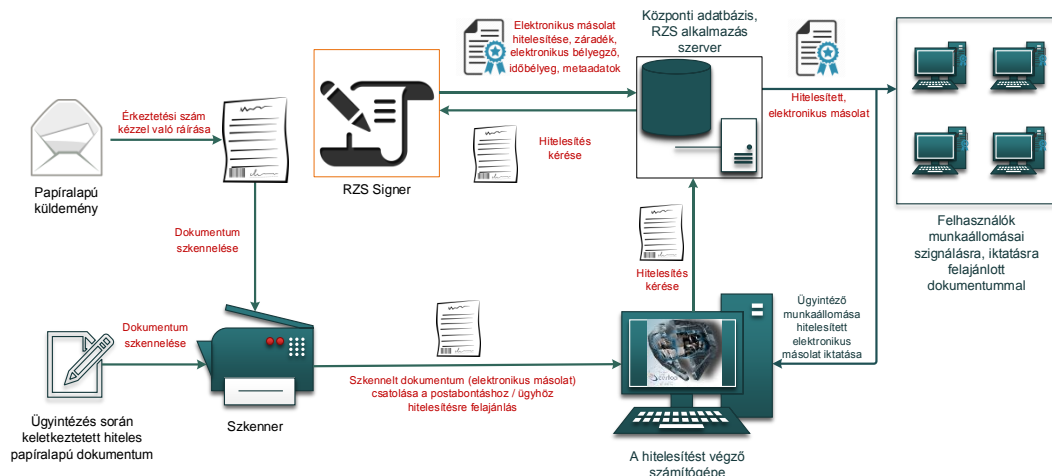 Elektronikus másolat
hitelesítése, záradék,
elektronikus bélyegző,
időbélyeg, metaadatok
Központi adatbázis,
RZS alkalmazás
szerver
Érkeztetési szám
kézzel való ráírása
Hitelesítés
kérése
Hitelesített,
elektronikus másolat
Papíralapú
küldemény
RZS Signer
Dokumentum
szkennelése
Hitelesítés
kérése
Felhasználók
munkaállomásai
szignálásra, iktatásra
felajánlott
dokumentummal
Dokumentum
szkennelése
Ügyintéző
munkaállomása
hitelesített
elektronikus
másolat iktatása
Szkennelt dokumentum (elektronikus másolat)
csatolása a postabontáshoz / ügyhöz
hitelesítésre felajánlás
Ügyintézés során
keletkeztetett hiteles
papíralapú dokumentum
Szkenner
A hitelesítést végző
számítógépe